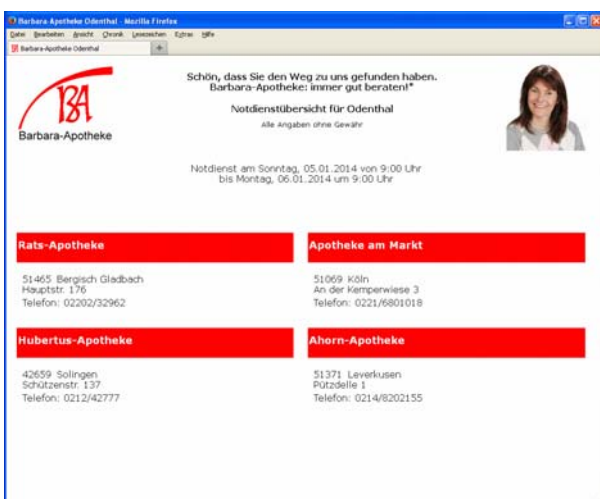 Barbara-Apotheke Odenthal - Mozilla Firefox
Datei Bearbeiten Ansicht Chronik Lesezeichen Extras Hilfe
Barbara-Apotheke Odenthal
BA
Barbara-Apotheke
Schön, dass Sie den Weg zu uns gefunden haben.
Barbara-Apotheke: immer gut beraten!"
Notdienstübersicht für Odenthal
Alle Angaben ohne Gewähr
Notdienst am Sonntag, 05.01.2014 von 9:00 Uhr
bis Montag, 06.01.2014 um 9:00 Uhr
Rats-Apotheke
51465 Bergisch Gladbach
Hauptstr. 176
Telefon: 02202/32962
Apotheke am Markt
51069 Köln
An der Kemperwiese 3
Telefon: 0221/6801018
Hubertus-Apotheke
42659 Solingen
Schützenstr. 137
Telefon: 0212/42777
Ahorn-Apotheke
51371 Leverkusen
Pützdelle 1
Telefon: 0214/8202155